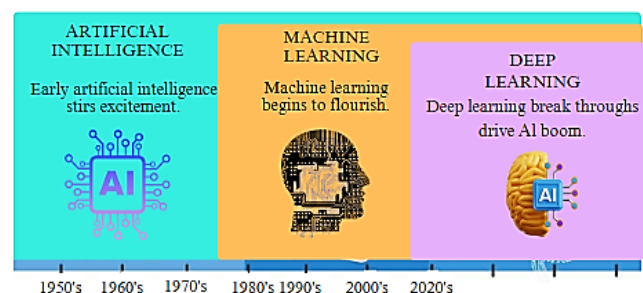 ARTIFICIAL
INTELLIGENCE
Early artificial intelligence
stirs excitement.
AI
MACHINE
LEARNING
Machine learning
begins to flourish.
DEEP
LEARNING
Deep learning break throughs
drive AI boom.
AI
1950's 1960's 1970's 1980's 1990's 2000's 2020's